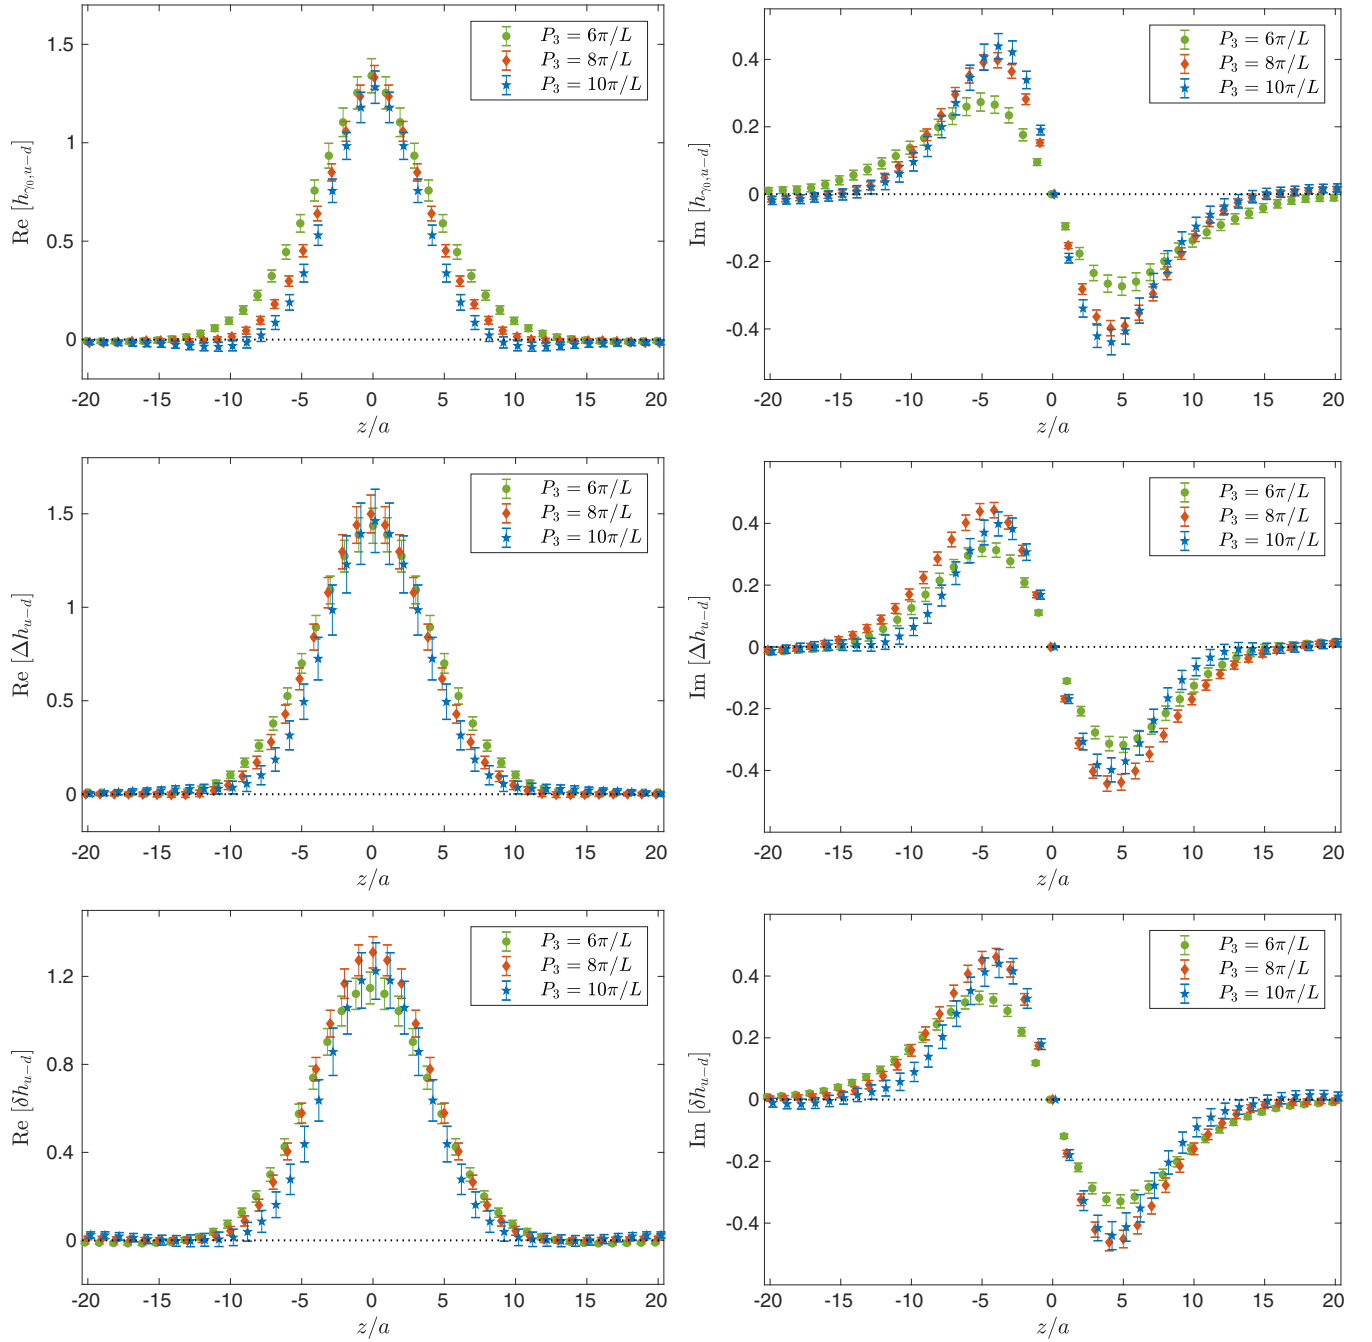 Re [h_{γ0,u−d}]
1.5
1
0.5
0
-20 -15 -10 -5 0 5 10 15 20
z/a
P_3 = 6π/L
P_3 = 8π/L
P_3 = 10π/L
Im [h_{γ0,u−d}]
0.4
0.2
0
-0.2
-0.4
-20 -15 -10 -5 0 5 10 15 20
z/a
P_3 = 6π/L
P_3 = 8π/L
P_3 = 10π/L
Re [Δh_{u−d}]
1.5
1
0.5
0
-20 -15 -10 -5 0 5 10 15 20
z/a
P_3 = 6π/L
P_3 = 8π/L
P_3 = 10π/L
Im [Δh_{u−d}]
0.4
0.2
0
-0.2
-0.4
-20 -15 -10 -5 0 5 10 15 20
z/a
P_3 = 6π/L
P_3 = 8π/L
P_3 = 10π/L
Re [δh_{u−d}]
1.2
0.8
0.4
0
-20 -15 -10 -5 0 5 10 15 20
z/a
P_3 = 6π/L
P_3 = 8π/L
P_3 = 10π/L
Im [δh_{u−d}]
0.4
0.2
0
-0.2
-0.4
-20 -15 -10 -5 0 5 10 15 20
z/a
P_3 = 6π/L
P_3 = 8π/L
P_3 = 10π/L